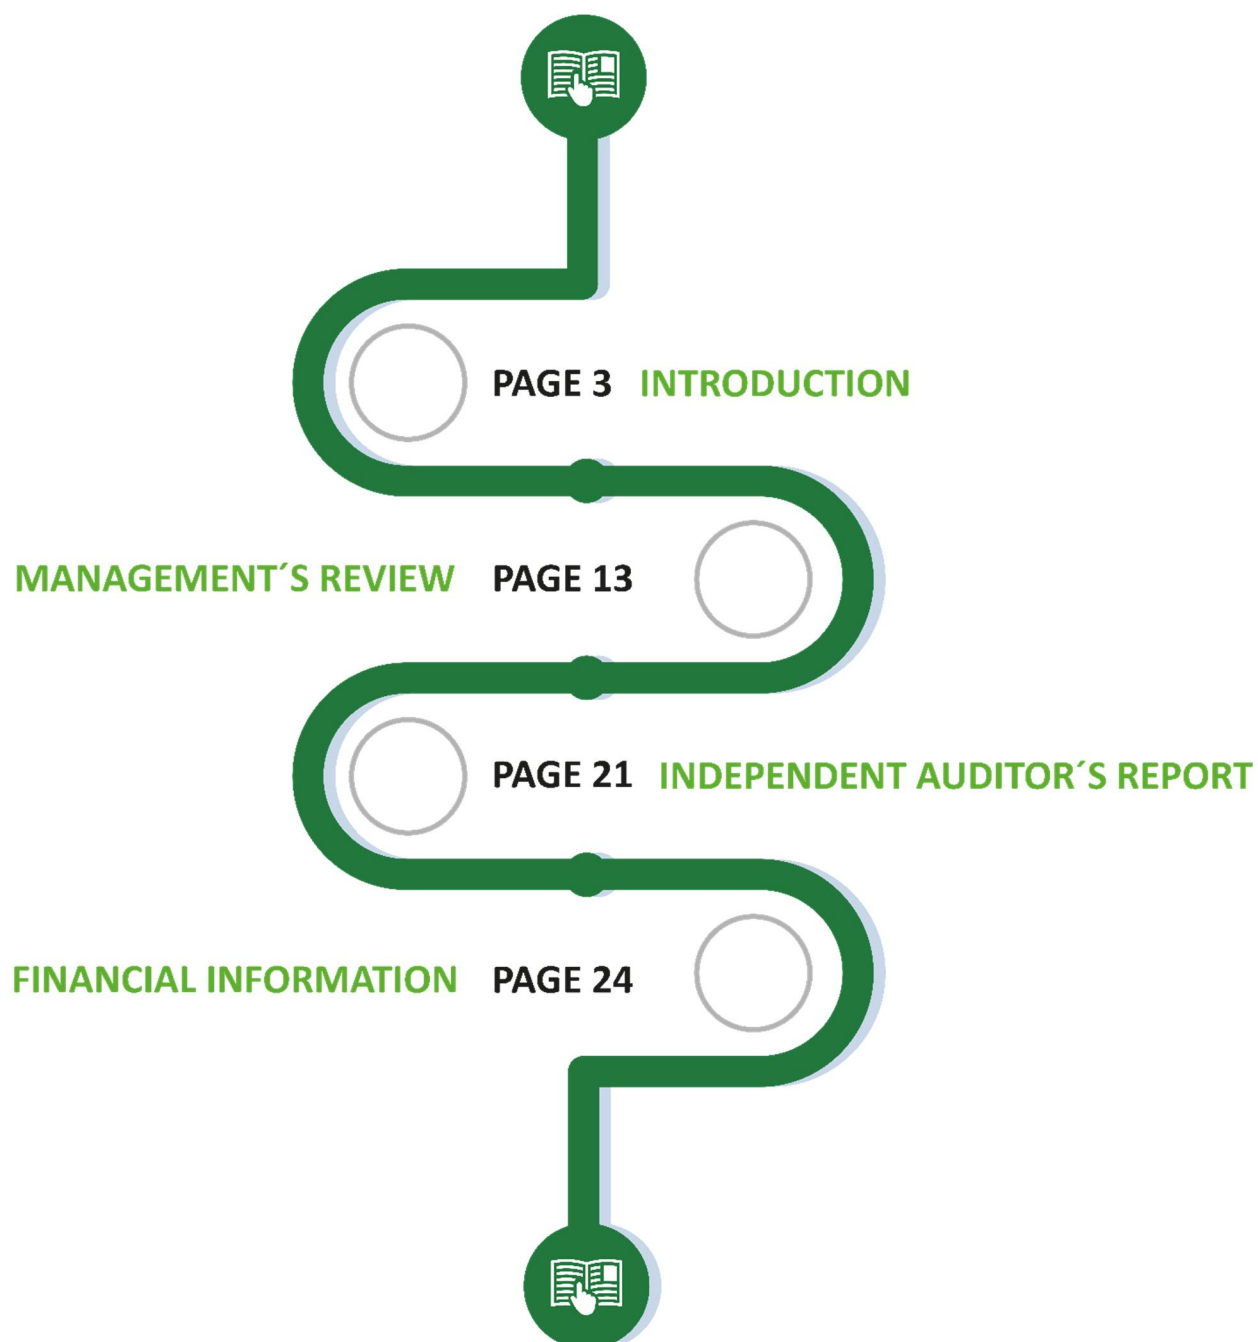 PAGE 3 INTRODUCTION
MANAGEMENT´S REVIEW PAGE 13
PAGE 21 INDEPENDENT AUDITOR´S REPORT
FINANCIAL INFORMATION PAGE 24